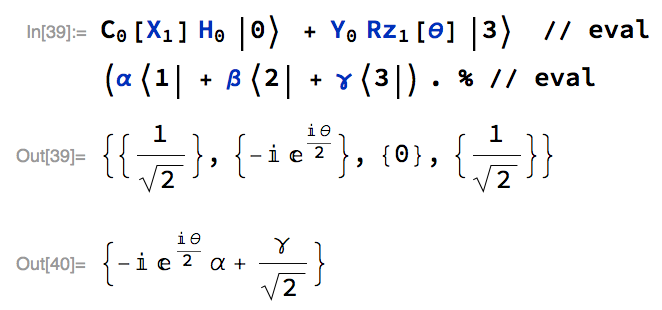 In[39]:= C₀[X₁] H₀ |0⟩ + Y₀ Rz₁[θ] |3⟩ // eval
(α⟨1| + β⟨2| + γ⟨3|) . % // eval
Out[39]= {{1/√2}, {-ⅈ ⅇ^(ⅈθ/2)}, {0}, {1/√2}}
Out[40]= {-ⅈ ⅇ^(ⅈθ/2) α + γ/√2}